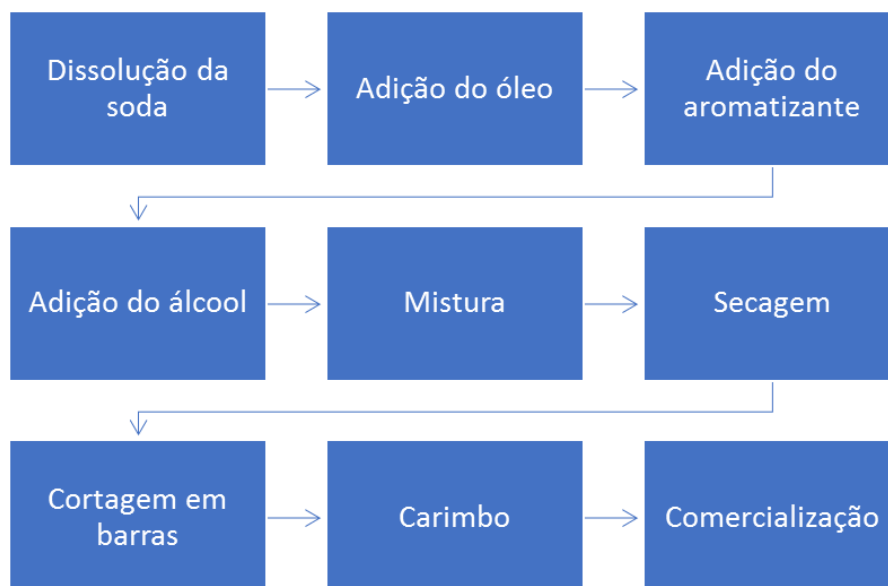 Dissolução da
soda
Adição do óleo
Adição do
aromatizante
Adição do álcool
Mistura
Secagem
Cortagem em
barras
Carimbo
Comercialização